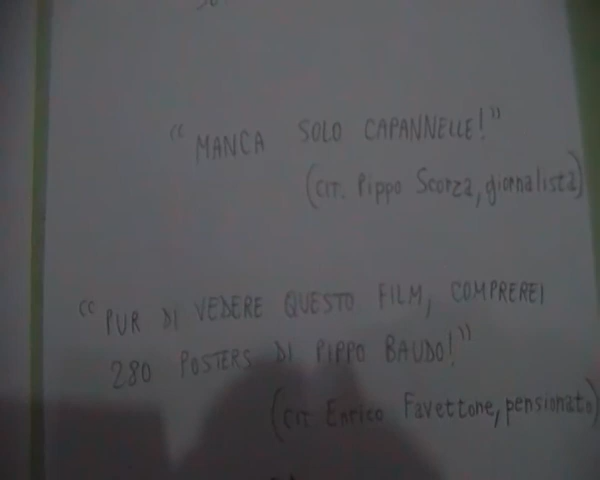 “MANCA SOLO CAPANNELLE!”
(CIT. Pippo Scorza, giornalista)
“PUR DI VEDERE QUESTO FILM, COMPREREI
280 POSTERS DI PIPPO BAUDO!”
(CIT. Enrico Favettone, pensionato)